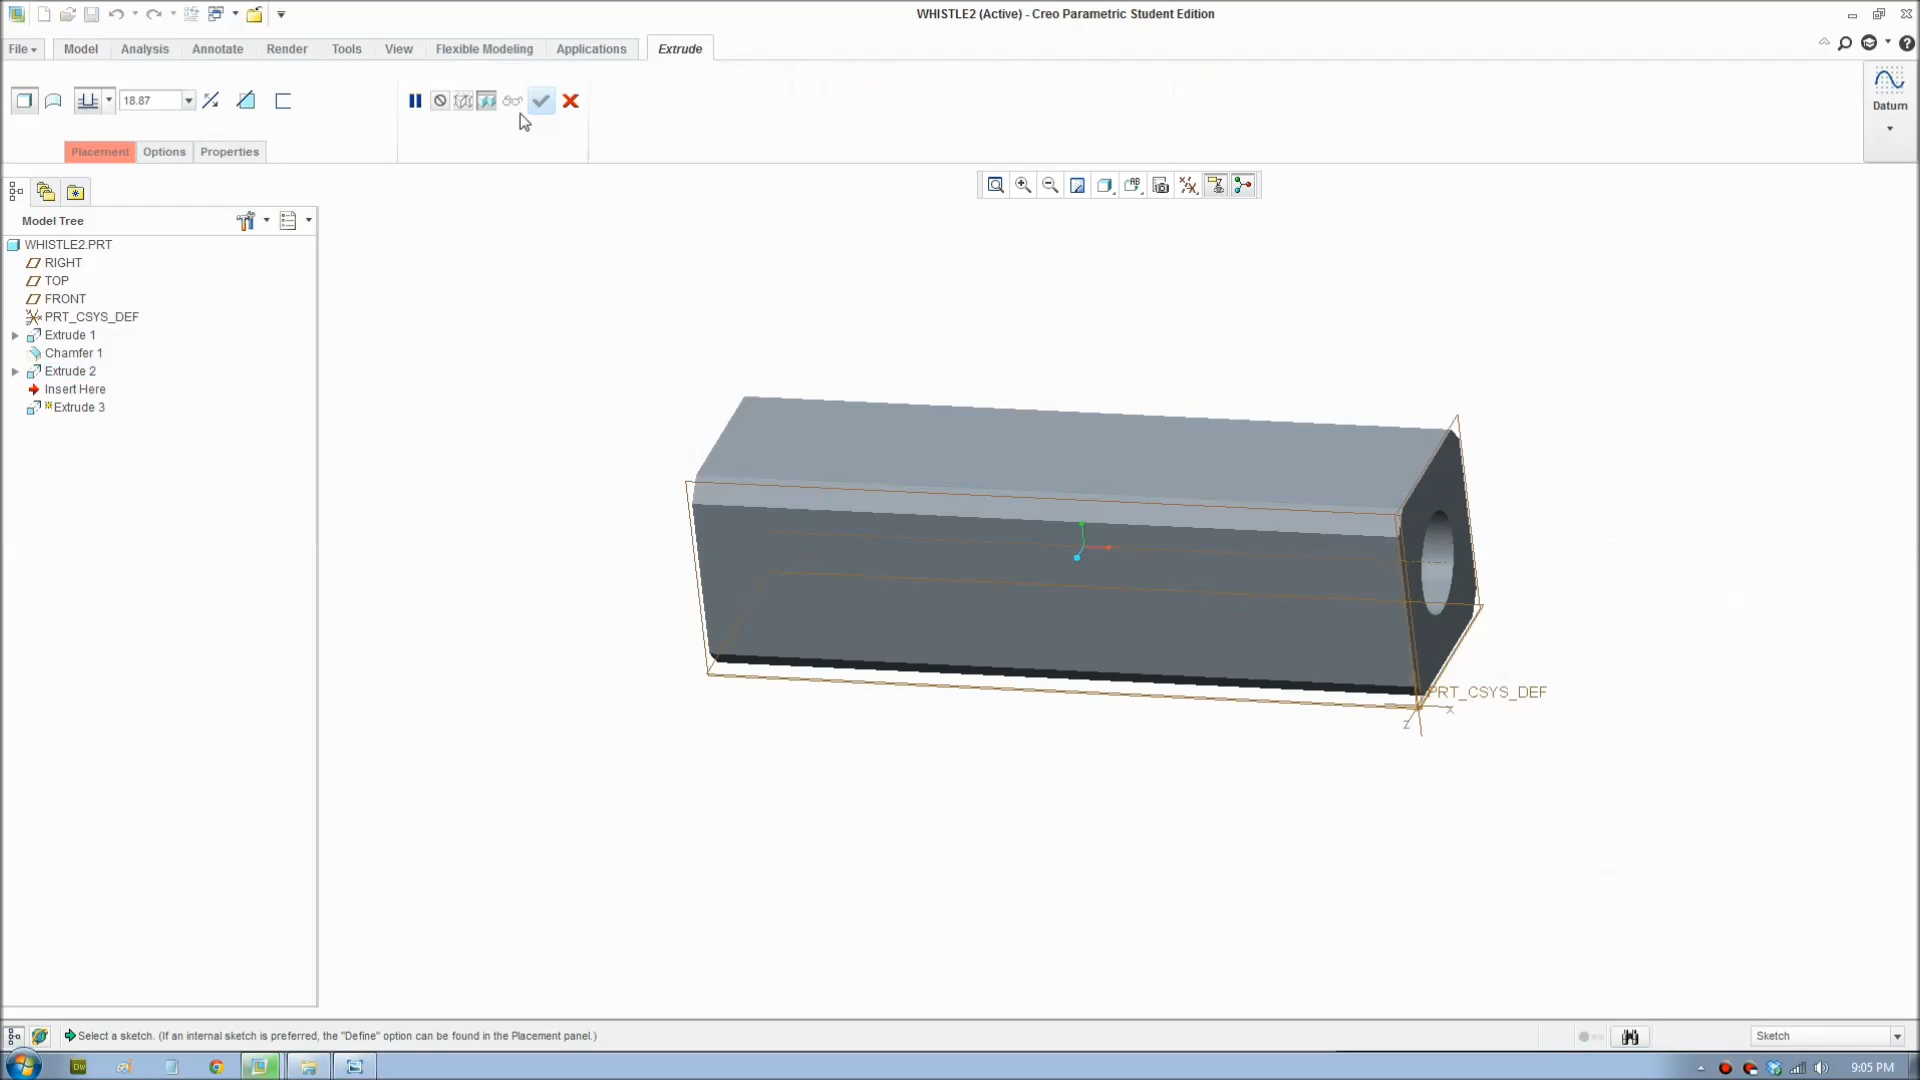 WHISTLE2 (Active) - Creo Parametric Student Edition
File Model Analysis Annotate Render Tools View Flexible Modeling Applications Extrude
18.87
Datum
Placement Options Properties
AB
Model Tree
WHISTLE2.PRT
RIGHT
TOP
FRONT
PRT_CSYS_DEF
Extrude 1
Chamfer 1
Extrude 2
Insert Here
Extrude 3
PRT_CSYS_DEF
X
Z
Select a sketch. (If an internal sketch is preferred, the "Define" option can be found in the Placement panel.)
Sketch
Dw
9:05 PM